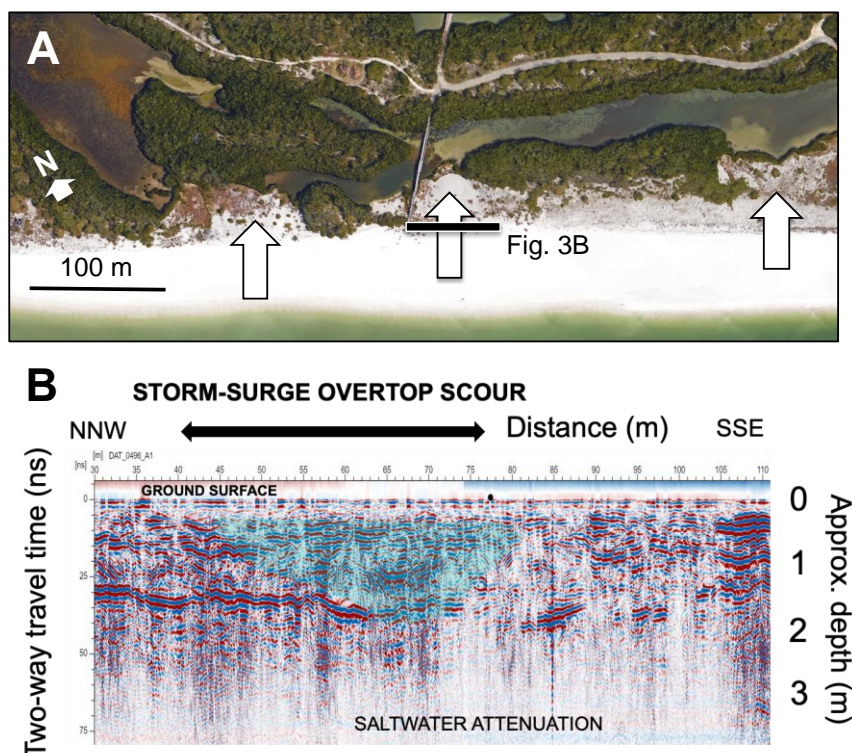 A
N
100 m
Fig. 3B
B
STORM-SURGE OVERTOP SCOUR
NNW
Distance (m)
SSE
[m] DAT_0496_A1
[ns]
30 35 40 45 50 55 60 65 70 75 80 85 90 95 100 105 110
GROUND SURFACE
0
25
50
75
Two-way travel time (ns)
0
1
2
3
Approx. depth (m)
SALTWATER ATTENUATION